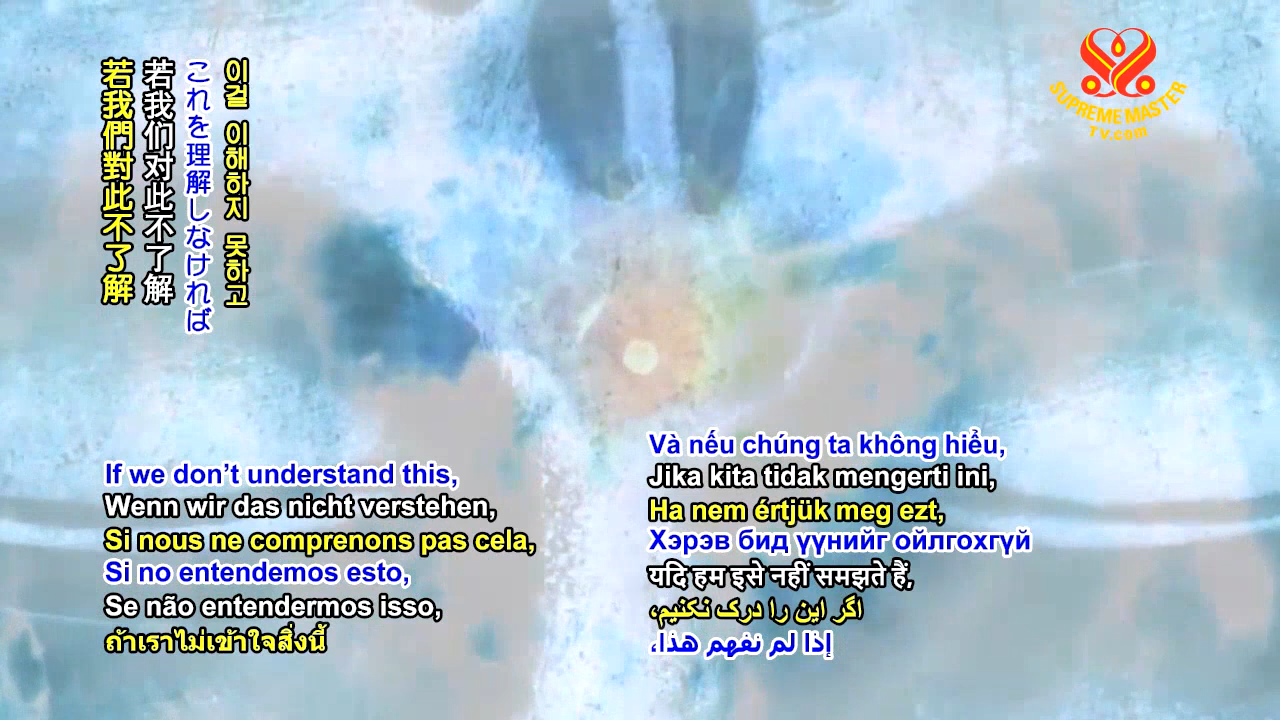 이걸 이해하지 못하고
これを理解しなければ
若我们对此不了解
若我們對此不了解
SUPREME MASTER
TV.com
If we don’t understand this,
Wenn wir das nicht verstehen,
Si nous ne comprenons pas cela,
Si no entendemos esto,
Se não entendermos isso,
ถ้าเราไม่เข้าใจสิ่งนี้
Và nếu chúng ta không hiểu,
Jika kita tidak mengerti ini,
Ha nem értjük meg ezt,
Хэрэв бид үүнийг ойлгохгүй
यदि हम इसे नहीं समझते हैं,
اگر این را درک نکنیم،
إذا لم نفهم هذا،